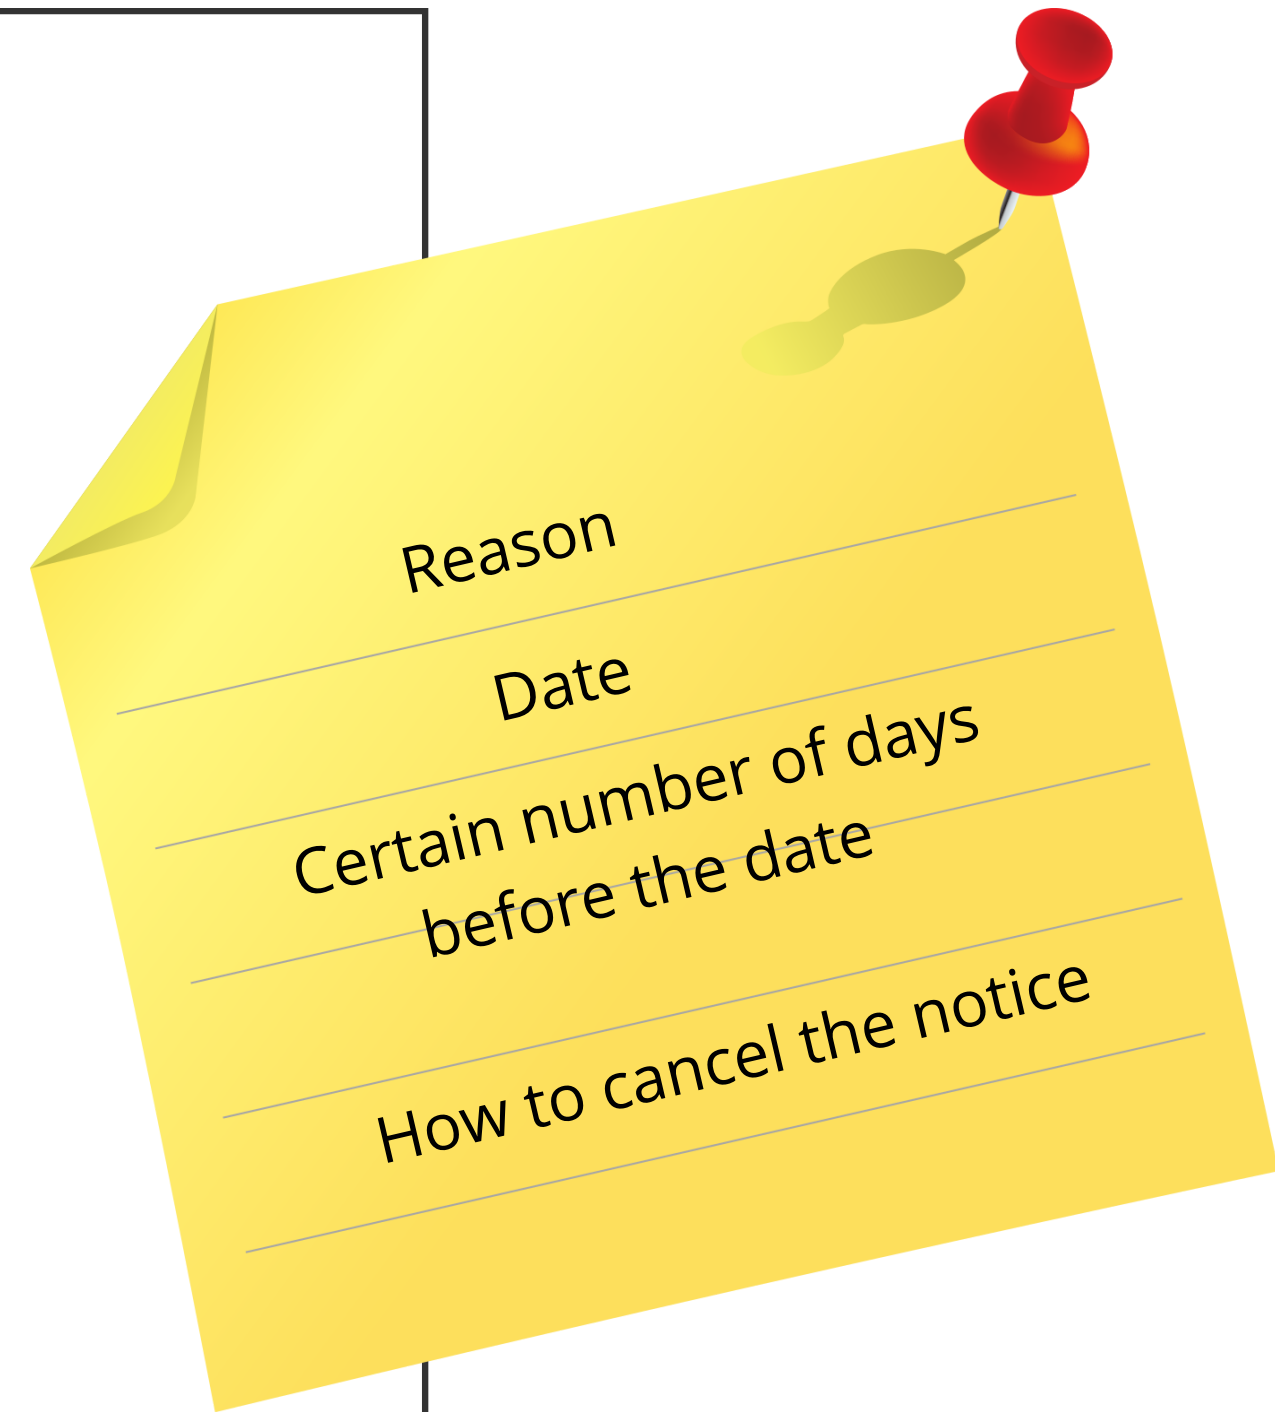 Reason
Date
Certain number of days
before the date
How to cancel the notice